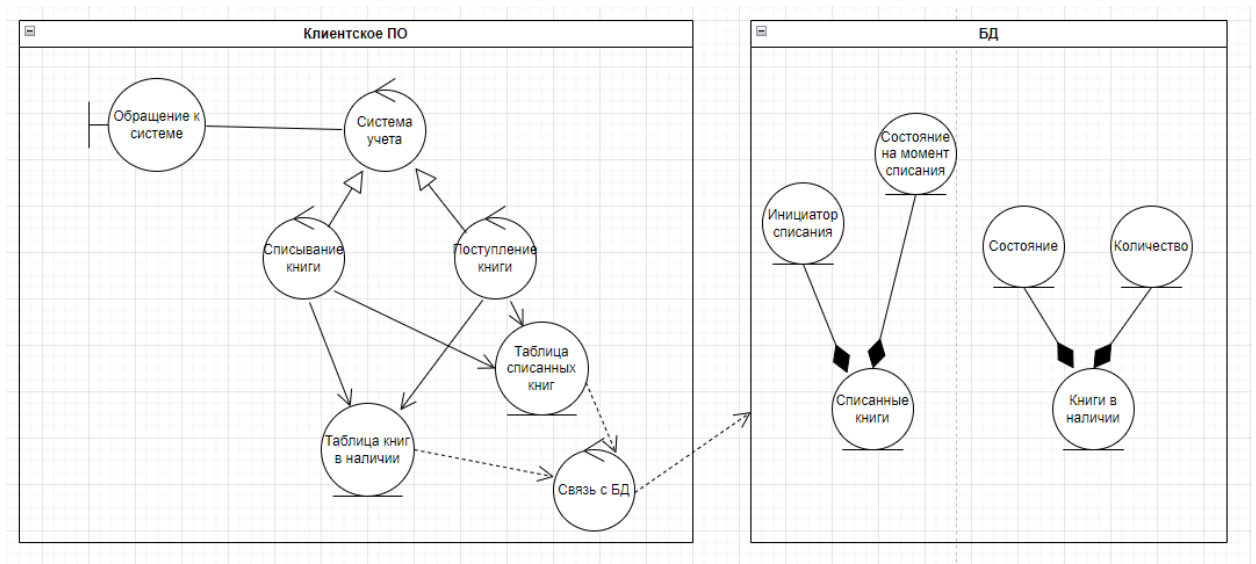 Клиентское ПО
БД
Обращение к
системе
Система
учета
Состояние
на момент
списания
Инициатор
списания
Состояние
Количество
Списывание
книги
Поступление
книги
Таблица
списанных
книг
Списанные
книги
Книги в
наличии
Таблица книг
в наличии
Связь с БД